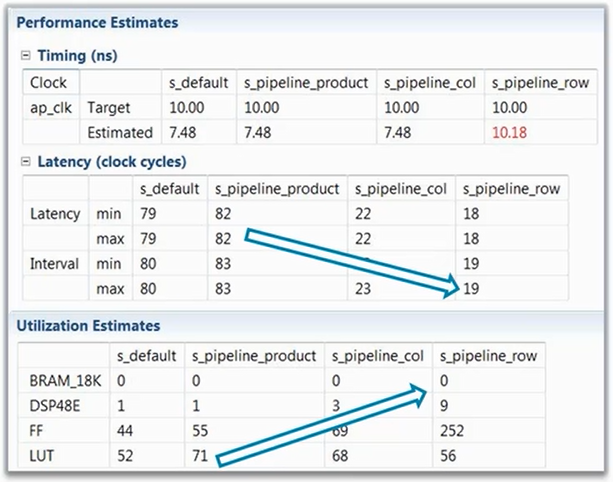 Performance Estimates
Timing (ns)
Clock s_default s_pipeline_product s_pipeline_col s_pipeline_row
ap_clk Target 10.00 10.00 10.00 10.00
Estimated 7.48 7.48 7.48 10.18
Latency (clock cycles)
s_default s_pipeline_product s_pipeline_col s_pipeline_row
Latency min 79 82 22 18
max 79 82 22 18
Interval min 80 83 19
max 80 83 23 19
Utilization Estimates
s_default s_pipeline_product s_pipeline_col s_pipeline_row
BRAM_18K 0 0 0 0
DSP48E 1 1 3 9
FF 44 55 69 252
LUT 52 71 68 56